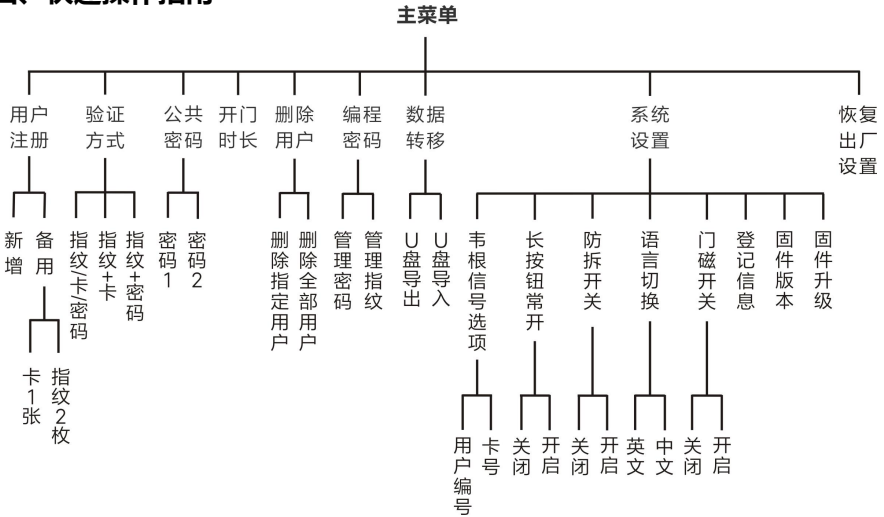 主菜单
用户
注册
验证
方式
公共
密码
开门
时长
删除
用户
编程
密码
数据
转移
系统
设置
恢复
出厂
设置
新增
备用
指纹/卡/密码
指纹+卡
指纹+密码
密码1
密码2
删除指定用户
删除全部用户
管理密码
管理指纹
U盘导出
U盘导入
韦根信号选项
长按钮常开
防拆开关
语言切换
门磁开关
登记信息
固件版本
固件升级
卡1张
指纹2枚
用户编号
卡号
关闭
开启
关闭
开启
英文
中文
关闭
开启